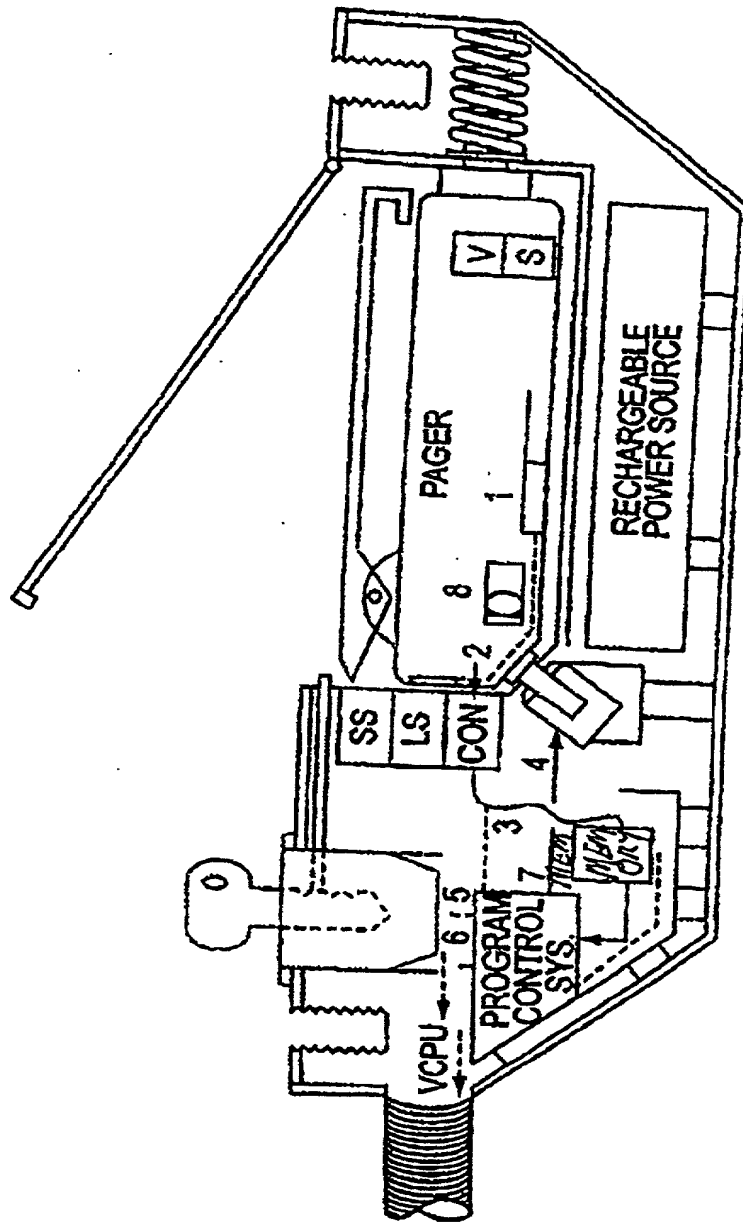 PAGER
V
S
1
8
2
SS
LS
CON
RECHARGEABLE
POWER SOURCE
4
3
5
6
7
MEM
MEM
ORY
PROGRAM
CONTROL
SYS.
VCPU